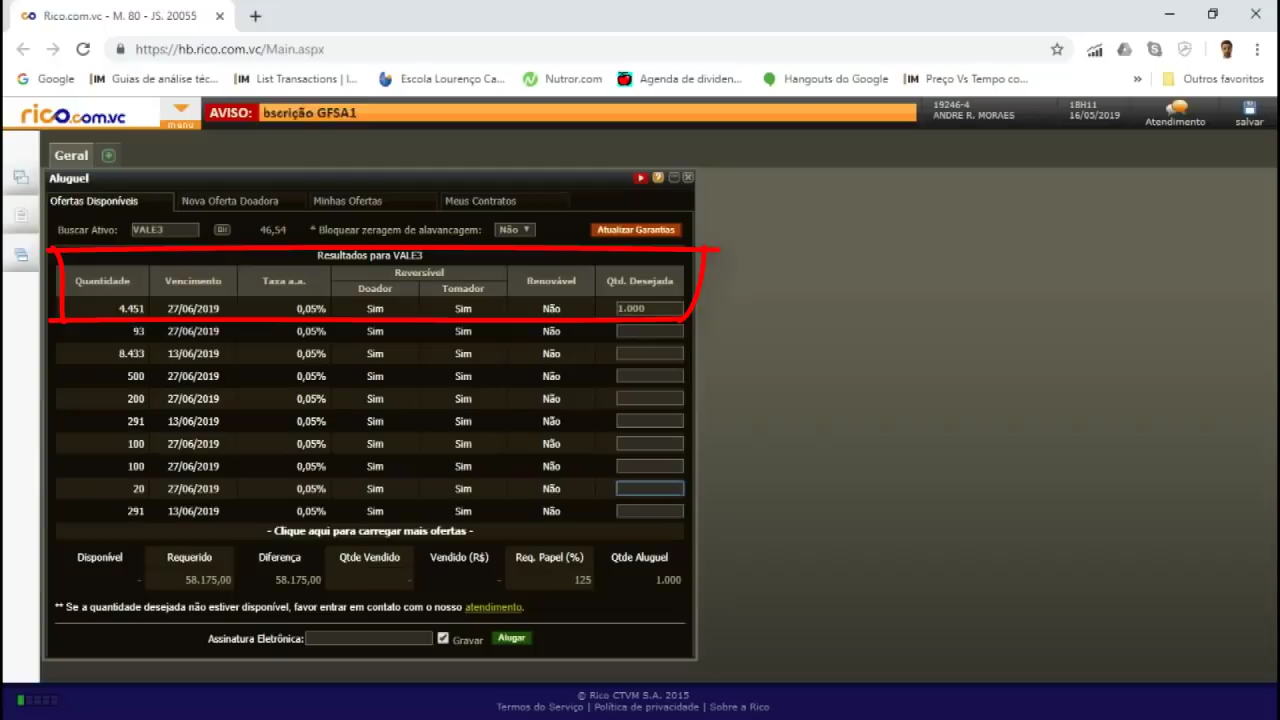 Rico.com.vc - M. 80 - JS. 20055
https://hb.rico.com.vc/Main.aspx
Google
Guias de análise téc...
List Transactions | I...
Escola Lourenço Ca...
Nutror.com
Agenda de dividen...
Hangouts do Google
Preço Vs Tempo co...
»
Outros favoritos
rico.com.vc
menu
AVISO: bscrição GFSA1
19246-4 18H11
ANDRE R. MORAES 16/05/2019
Atendimento salvar
Geral
Aluguel
Ofertas Disponíveis Nova Oferta Doadora Minhas Ofertas Meus Contratos
Buscar Ativo: VALE3 46,54 * Bloquear zeragem de alavancagem: Não Atualizar Garantias
Resultados para VALE3
Quantidade Vencimento Taxa a.a. Reversível Renovável Qtd. Desejada
Doador Tomador
4.451 27/06/2019 0,05% Sim Sim Não 1.000
93 27/06/2019 0,05% Sim Sim Não
8.433 13/06/2019 0,05% Sim Sim Não
500 27/06/2019 0,05% Sim Sim Não
200 27/06/2019 0,05% Sim Sim Não
291 13/06/2019 0,05% Sim Sim Não
100 27/06/2019 0,05% Sim Sim Não
100 27/06/2019 0,05% Sim Sim Não
20 27/06/2019 0,05% Sim Sim Não
291 13/06/2019 0,05% Sim Sim Não
- Clique aqui para carregar mais ofertas -
Disponível Requerido Diferença Qtde Vendido Vendido (R$) Req. Papel (%) Qtde Aluguel
- 58.175,00 58.175,00 - - 125 1.000
** Se a quantidade desejada não estiver disponível, favor entrar em contato com o nosso atendimento.
Assinatura Eletrônica: Gravar Alugar
© Rico CTVM S.A. 2015
Termos do Serviço | Política de privacidade | Sobre a Rico